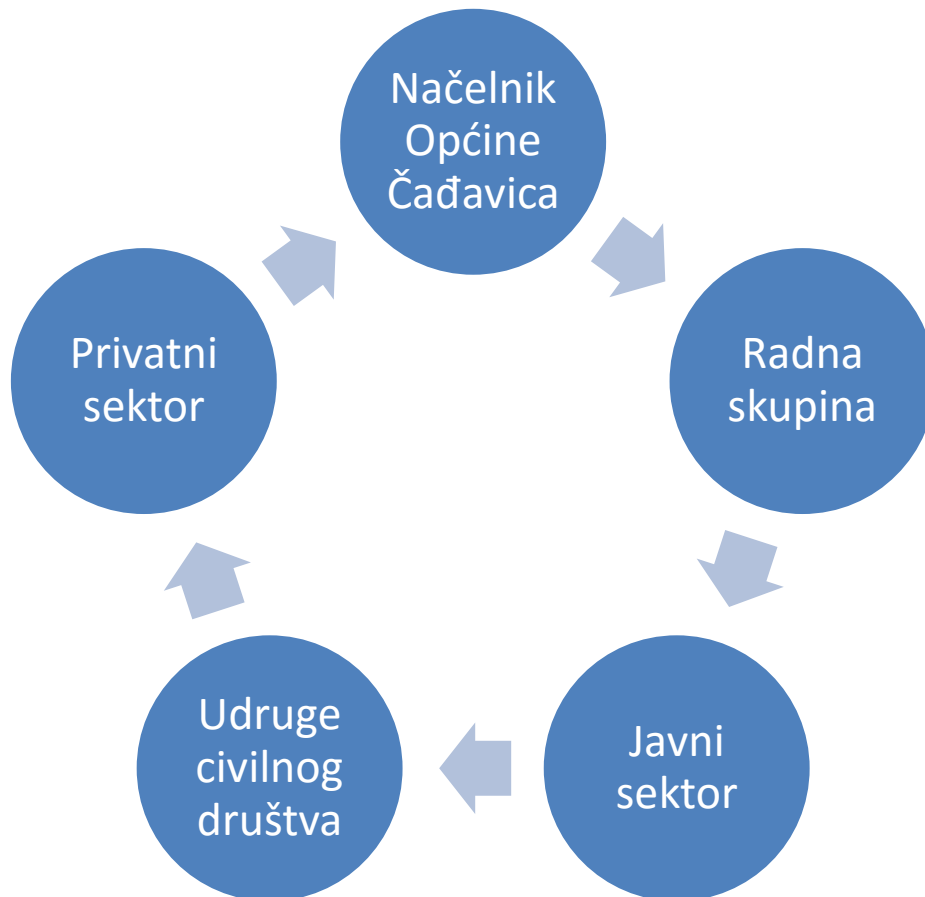 Načelnik
Općine
Čađavica
Radna
skupina
Javni
sektor
Udruge
civilnog
društva
Privatni
sektor